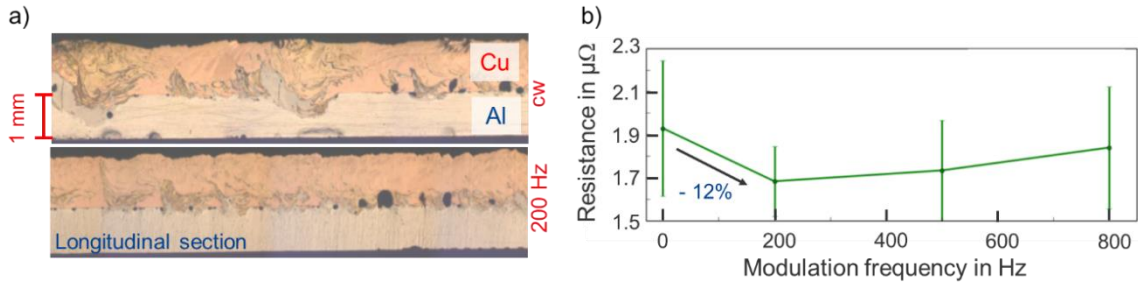 a)
Cu
Al
cw
1 mm
200 Hz
Longitudinal section
b)
Resistance in µΩ
2.3
2.1
1.9
1.7
1.5
- 12%
0
200
400
600
800
Modulation frequency in Hz